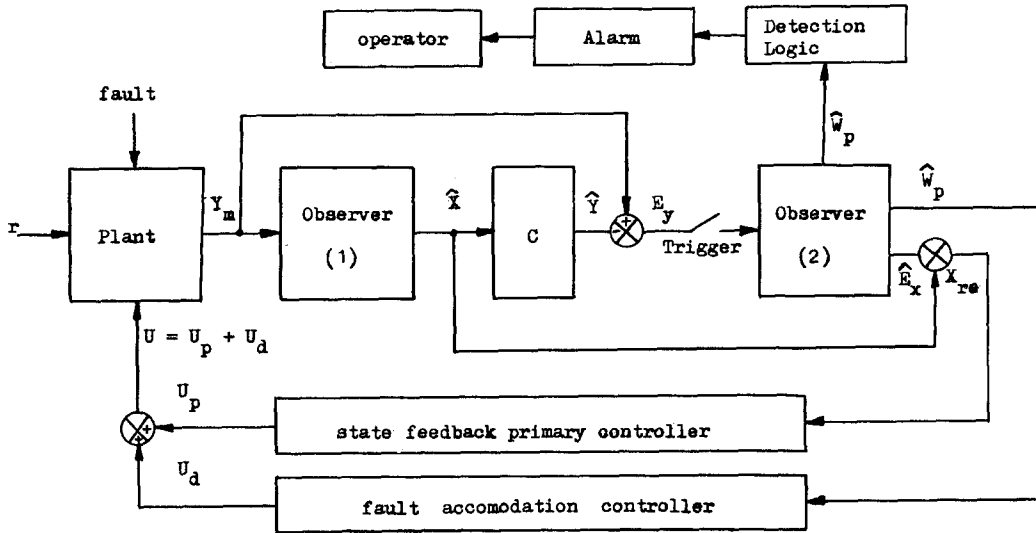 operator
Alarm
Detection
Logic
fault
Ŵp
Ym
X̂
Ŷ
Ey
Ŵp
r
Plant
Observer
(1)
C
- +
Trigger
Observer
(2)
Êx
Xre
U = Up + Ud
Up
+
+
state feedback primary controller
Ud
fault accomodation controller